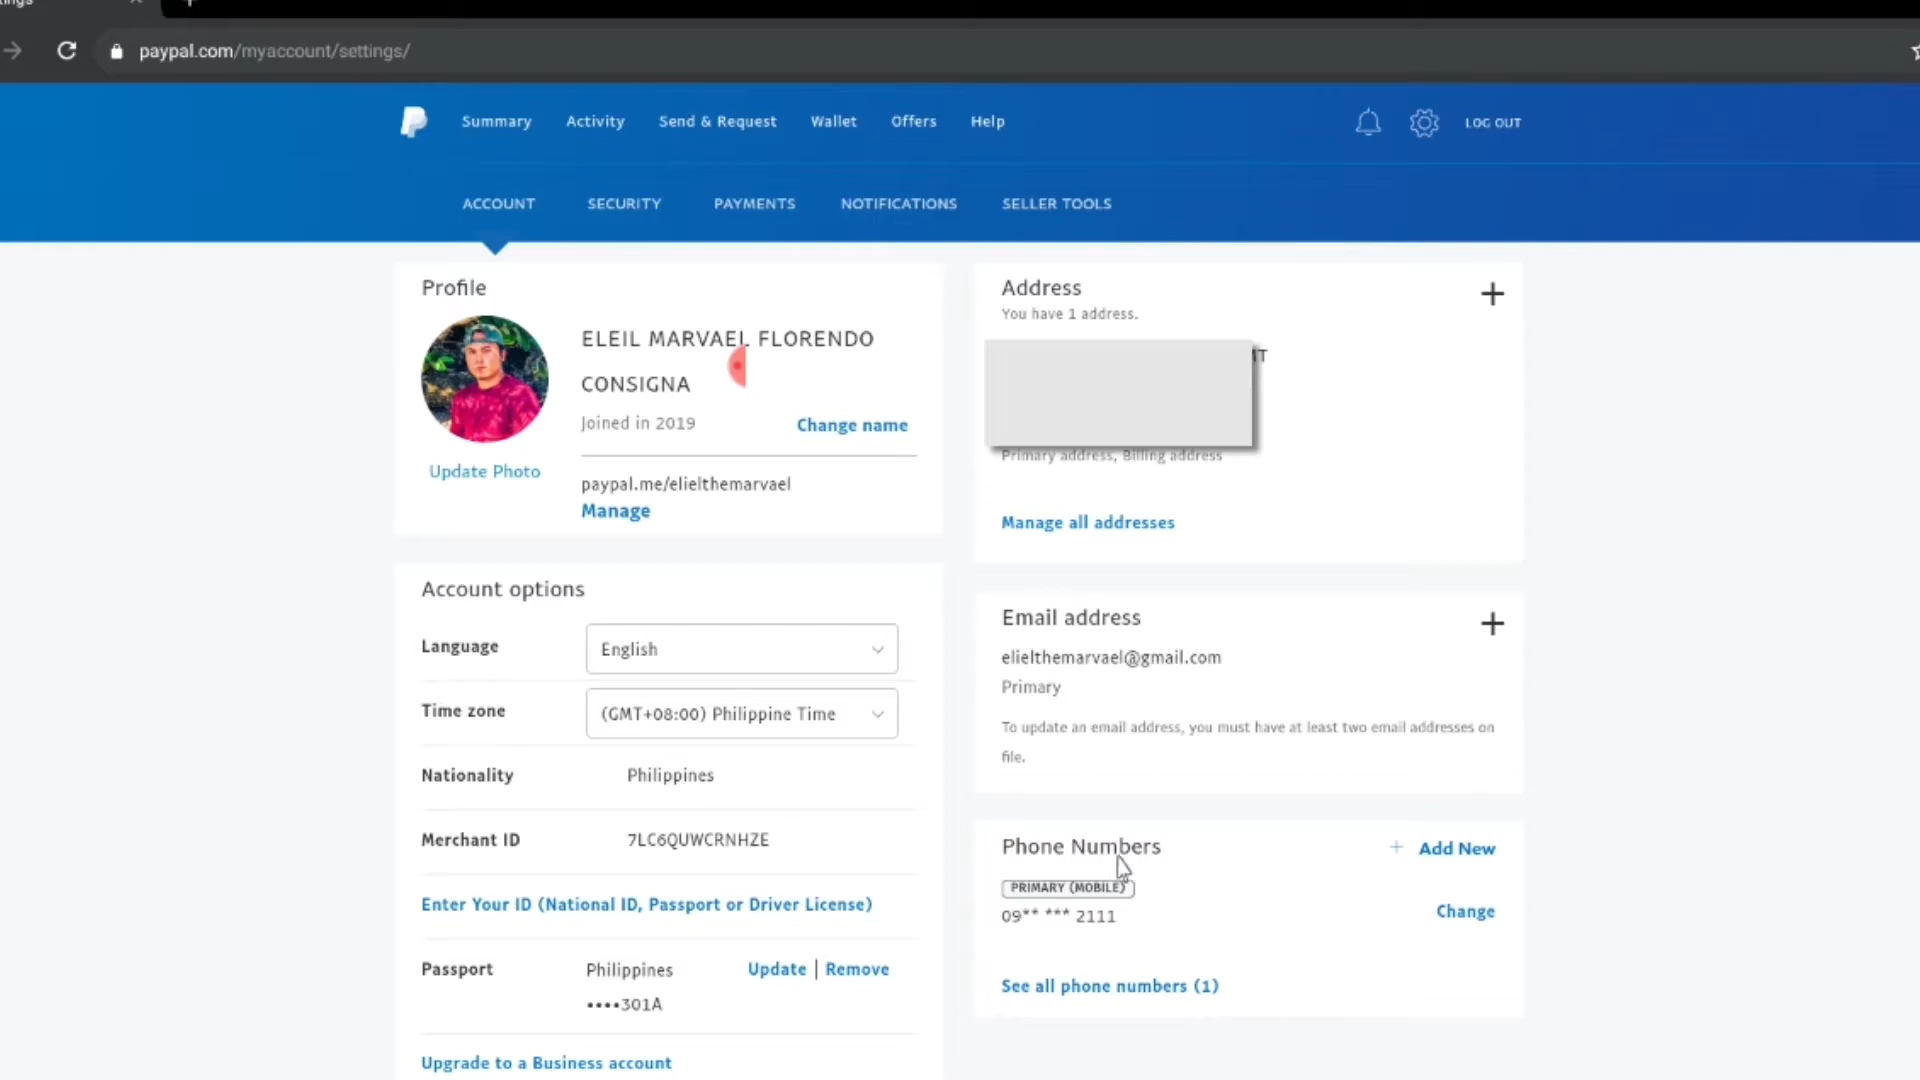 paypal.com/myaccount/settings/
Summary Activity Send & Request Wallet Offers Help LOG OUT
ACCOUNT SECURITY PAYMENTS NOTIFICATIONS SELLER TOOLS
Profile
ELEIL MARVAEL FLORENDO
CONSIGNA
Joined in 2019
Change name
Update Photo
paypal.me/elielthemarvael
Manage
Account options
Language English
Time zone (GMT+08:00) Philippine Time
Nationality Philippines
Merchant ID 7LC6QUWCRNHZE
Enter Your ID (National ID, Passport or Driver License)
Passport Philippines Update | Remove
••••301A
Upgrade to a Business account
Address
You have 1 address.
Primary address, Billing address
Manage all addresses
Email address
elielthemarvael@gmail.com
Primary
To update an email address, you must have at least two email addresses on
file.
Phone Numbers + Add New
PRIMARY (MOBILE)
09** *** 2111
Change
See all phone numbers (1)